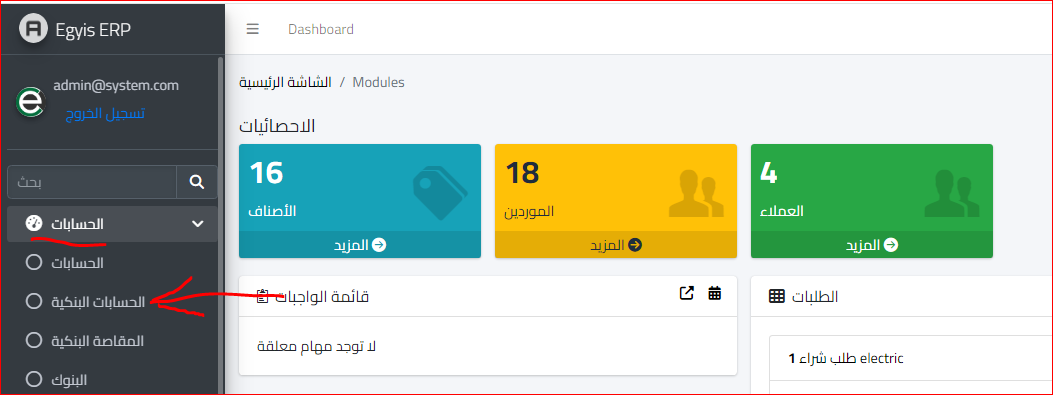 Egyis ERP
admin@system.com
تسجيل الخروج
بحث
الحسابات
الحسابات
الحسابات البنكية
المقاصة البنكية
البنوك
Dashboard
الشاشة الرئيسية / Modules
الاحصائيات
16
الأصناف
المزيد
18
الموردين
المزيد
4
العملاء
المزيد
قائمة الواجبات
لا توجد مهام معلقة
الطلبات
1 طلب شراء electric